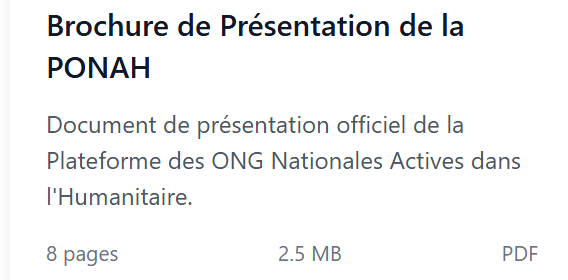 Brochure de Présentation de la
PONAH
Document de présentation officiel de la
Plateforme des ONG Nationales Actives dans
l'Humanitaire.
8 pages 2.5 MB PDF